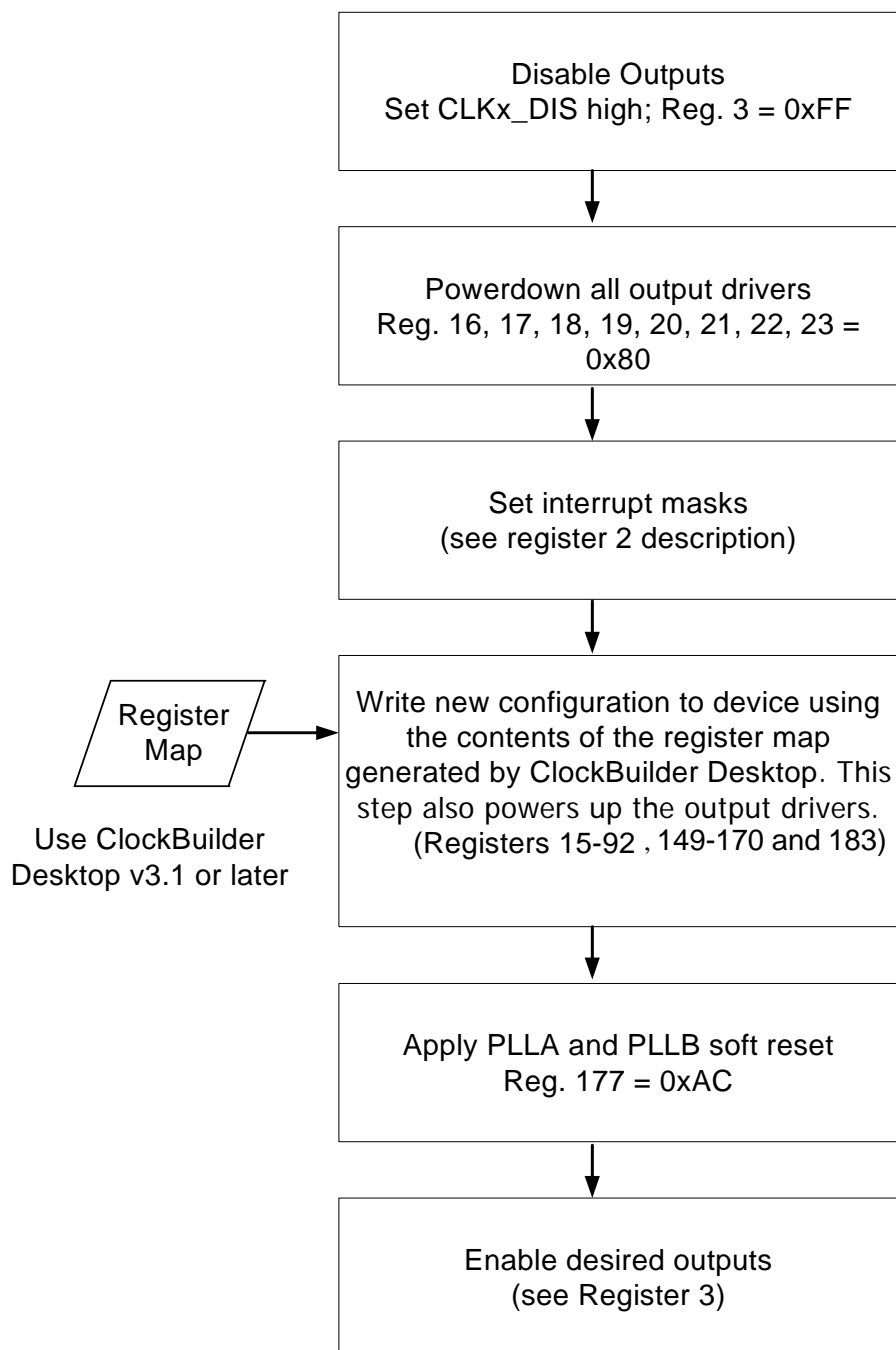 Disable Outputs
Set CLKx_DIS high; Reg. 3 = 0xFF
Powerdown all output drivers
Reg. 16, 17, 18, 19, 20, 21, 22, 23 =
0x80
Set interrupt masks
(see register 2 description)
Register
Map
Use ClockBuilder
Desktop v3.1 or later
Write new configuration to device using
the contents of the register map
generated by ClockBuilder Desktop. This
step also powers up the output drivers.
(Registers 15-92 , 149-170 and 183)
Apply PLLA and PLLB soft reset
Reg. 177 = 0xAC
Enable desired outputs
(see Register 3)